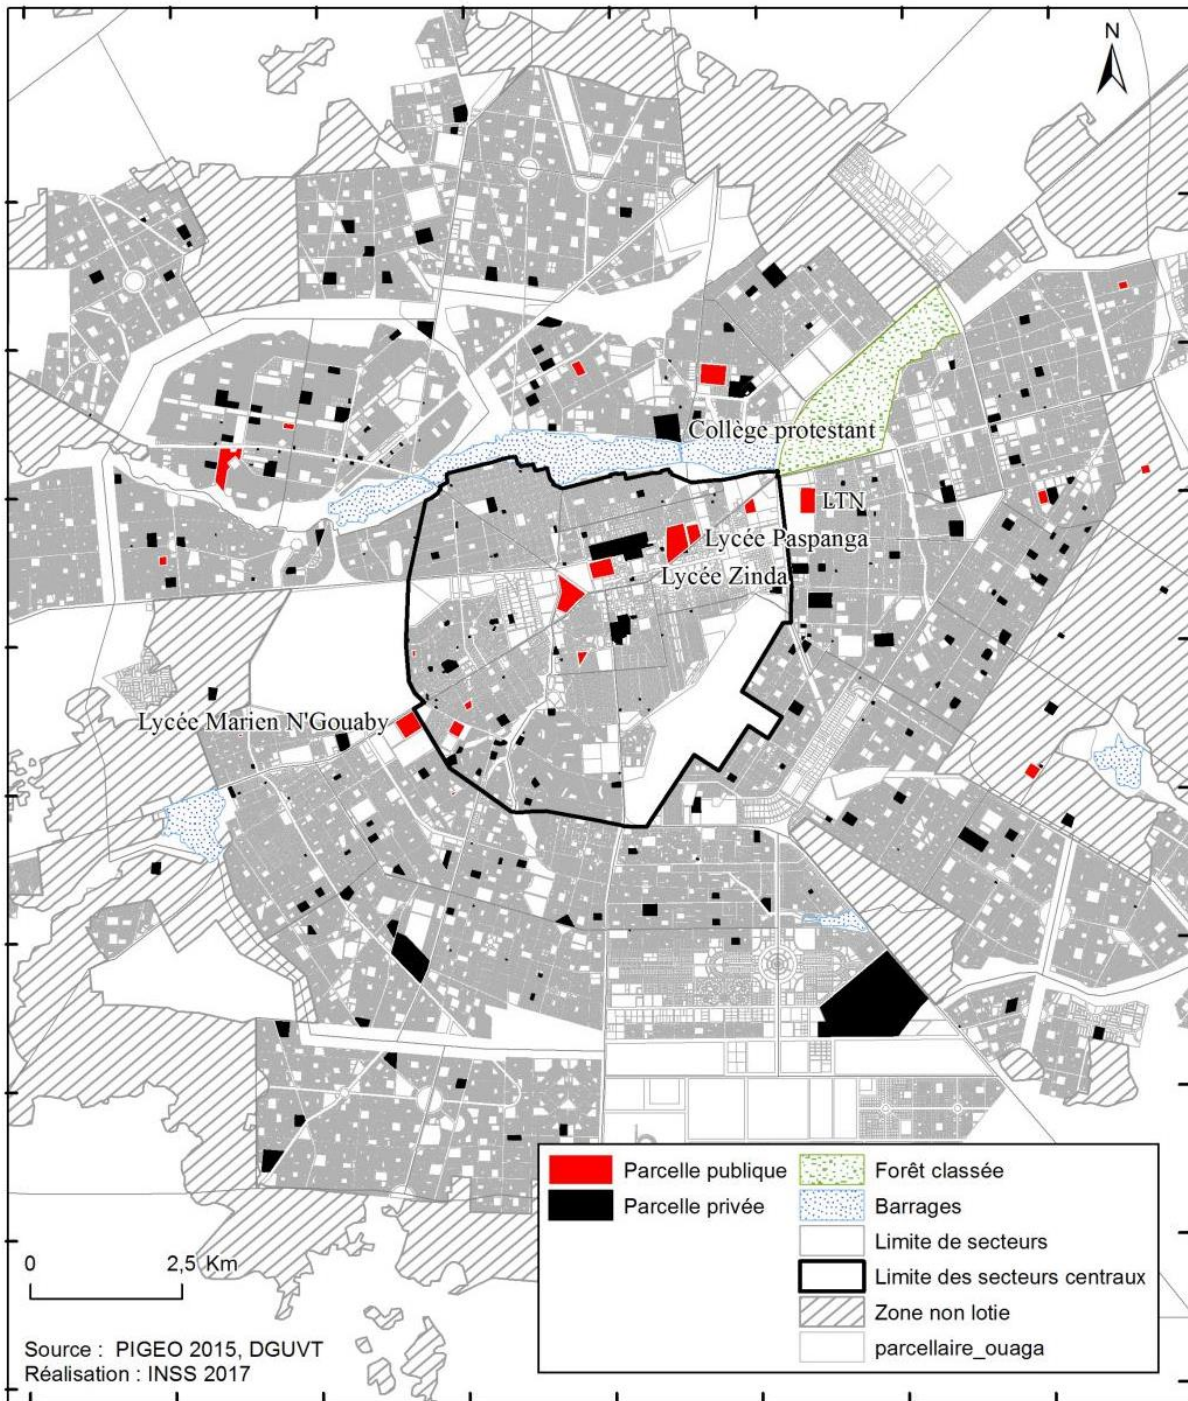 N
Collège protestant
LTN
Lycée Paspanga
Lycée Zinda
Lycée Marien N'Gouaby
Parcelle publique
Parcelle privée
Forêt classée
Barrages
Limite de secteurs
Limite des secteurs centraux
Zone non lotie
parcellaire_ouaga
0 2,5 Km
Source : PIGEO 2015, DGUVT
Réalisation : INSS 2017